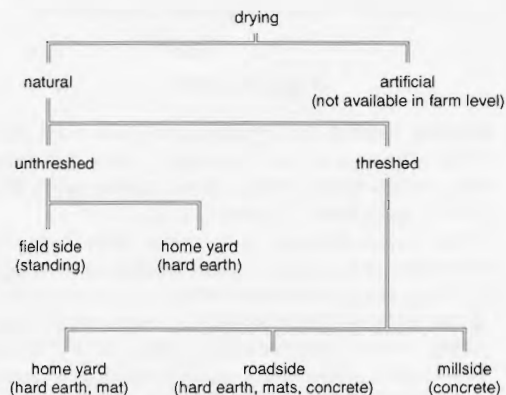 drying
natural
artificial
(not available in farm level)
unthreshed
threshed
field side
(standing)
home yard
(hard earth)
home yard
(hard earth, mat)
roadside
(hard earth, mats, concrete)
millside
(concrete)